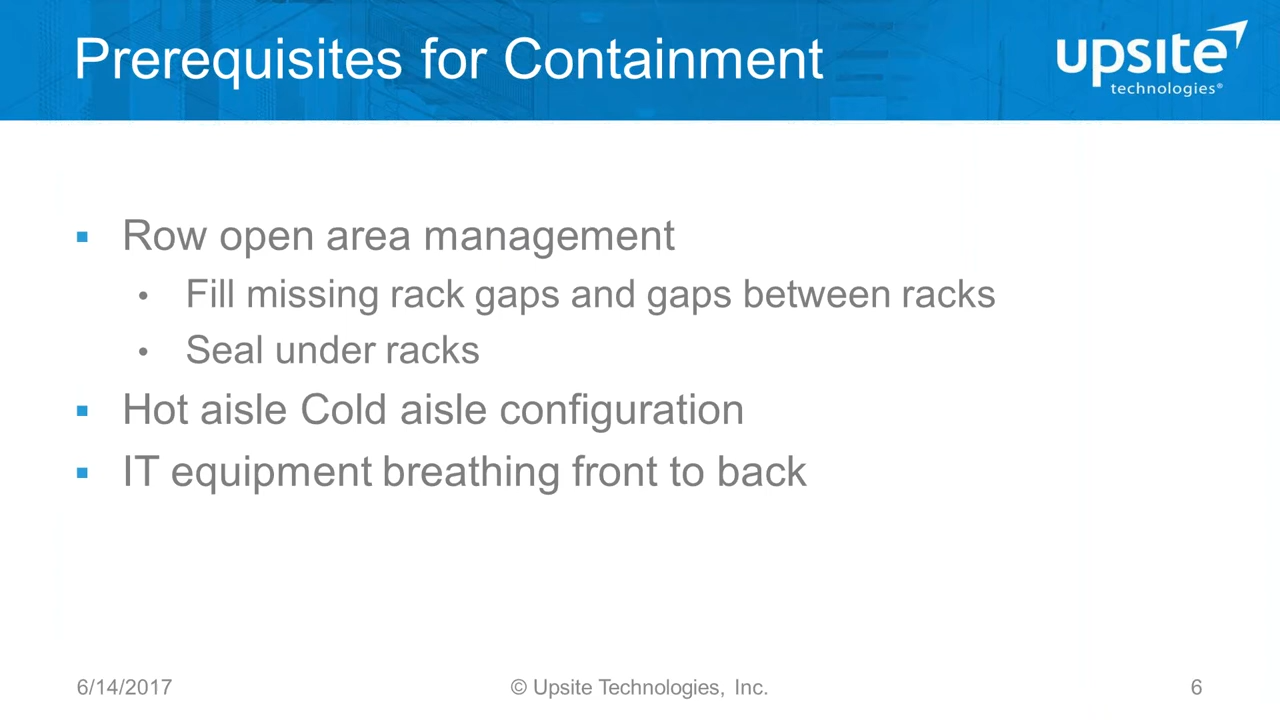 Prerequisites for Containment
upsite
technologies®
▪ Row open area management
• Fill missing rack gaps and gaps between racks
• Seal under racks
▪ Hot aisle Cold aisle configuration
▪ IT equipment breathing front to back
6/14/2017
© Upsite Technologies, Inc.
6